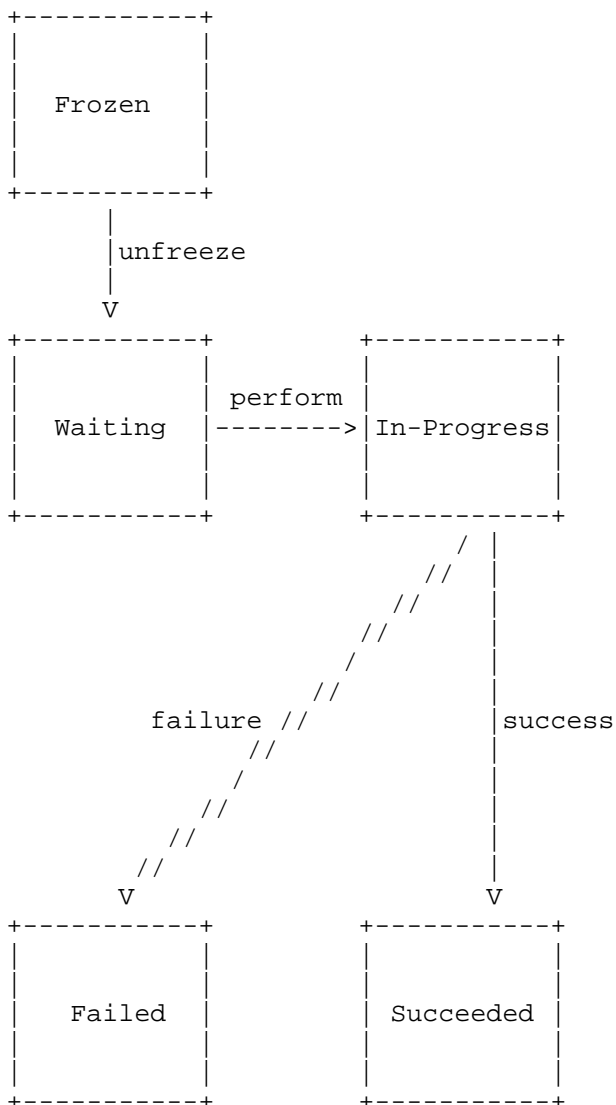 Frozen
unfreeze
perform
Waiting
In-Progress
failure
success
Failed
Succeeded